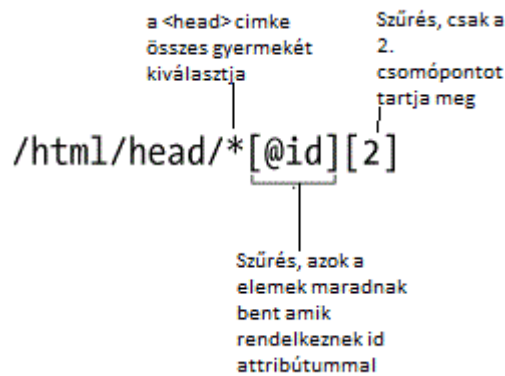 a <head> cimke
összes gyermekét
kiválasztja
Szűrés, csak a
2.
csomópontot
tartja meg
/html/head/*[@id][2]
Szűrés, azok a
elemek maradnak
bent amik
rendelkeznek id
attribútummal